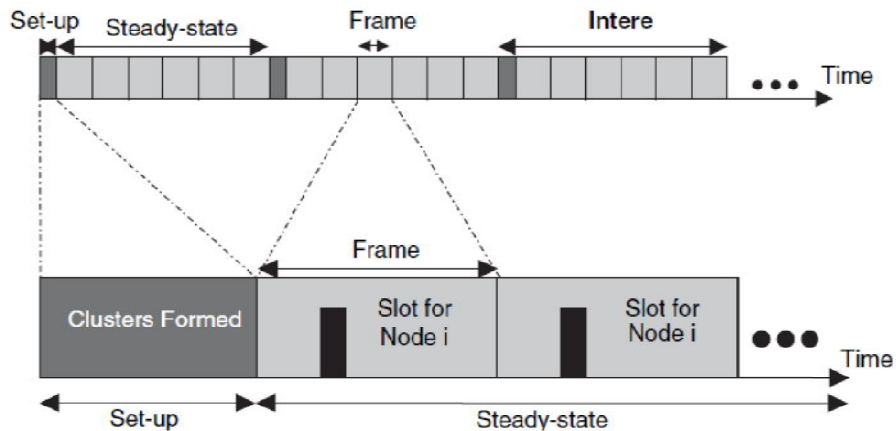 Set-up
Steady-state
Frame
Intere
Time
Frame
Clusters Formed
Slot for
Node i
Slot for
Node i
Time
Set-up
Steady-state